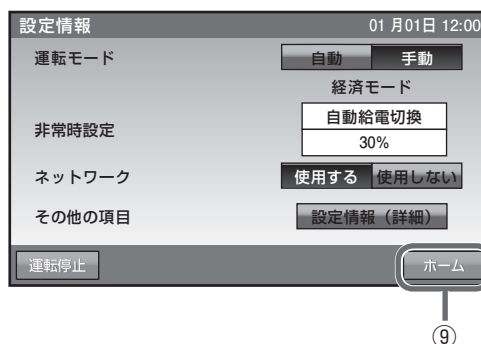 設定情報 01月01日 12:00
運転モード 自動 手動
経済モード
非常時設定 自動給電切換
30%
ネットワーク 使用する 使用しない
その他の項目 設定情報（詳細）
運転停止 ホーム
⑨